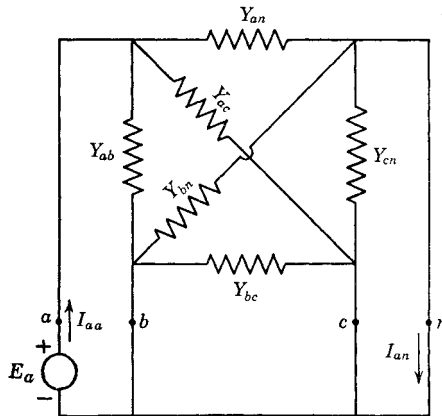 Y_an
Y_ac
Y_ab
Y_cn
Y_bn
Y_bc
a
I_aa
b
c
n
+
I_an
E_a
−